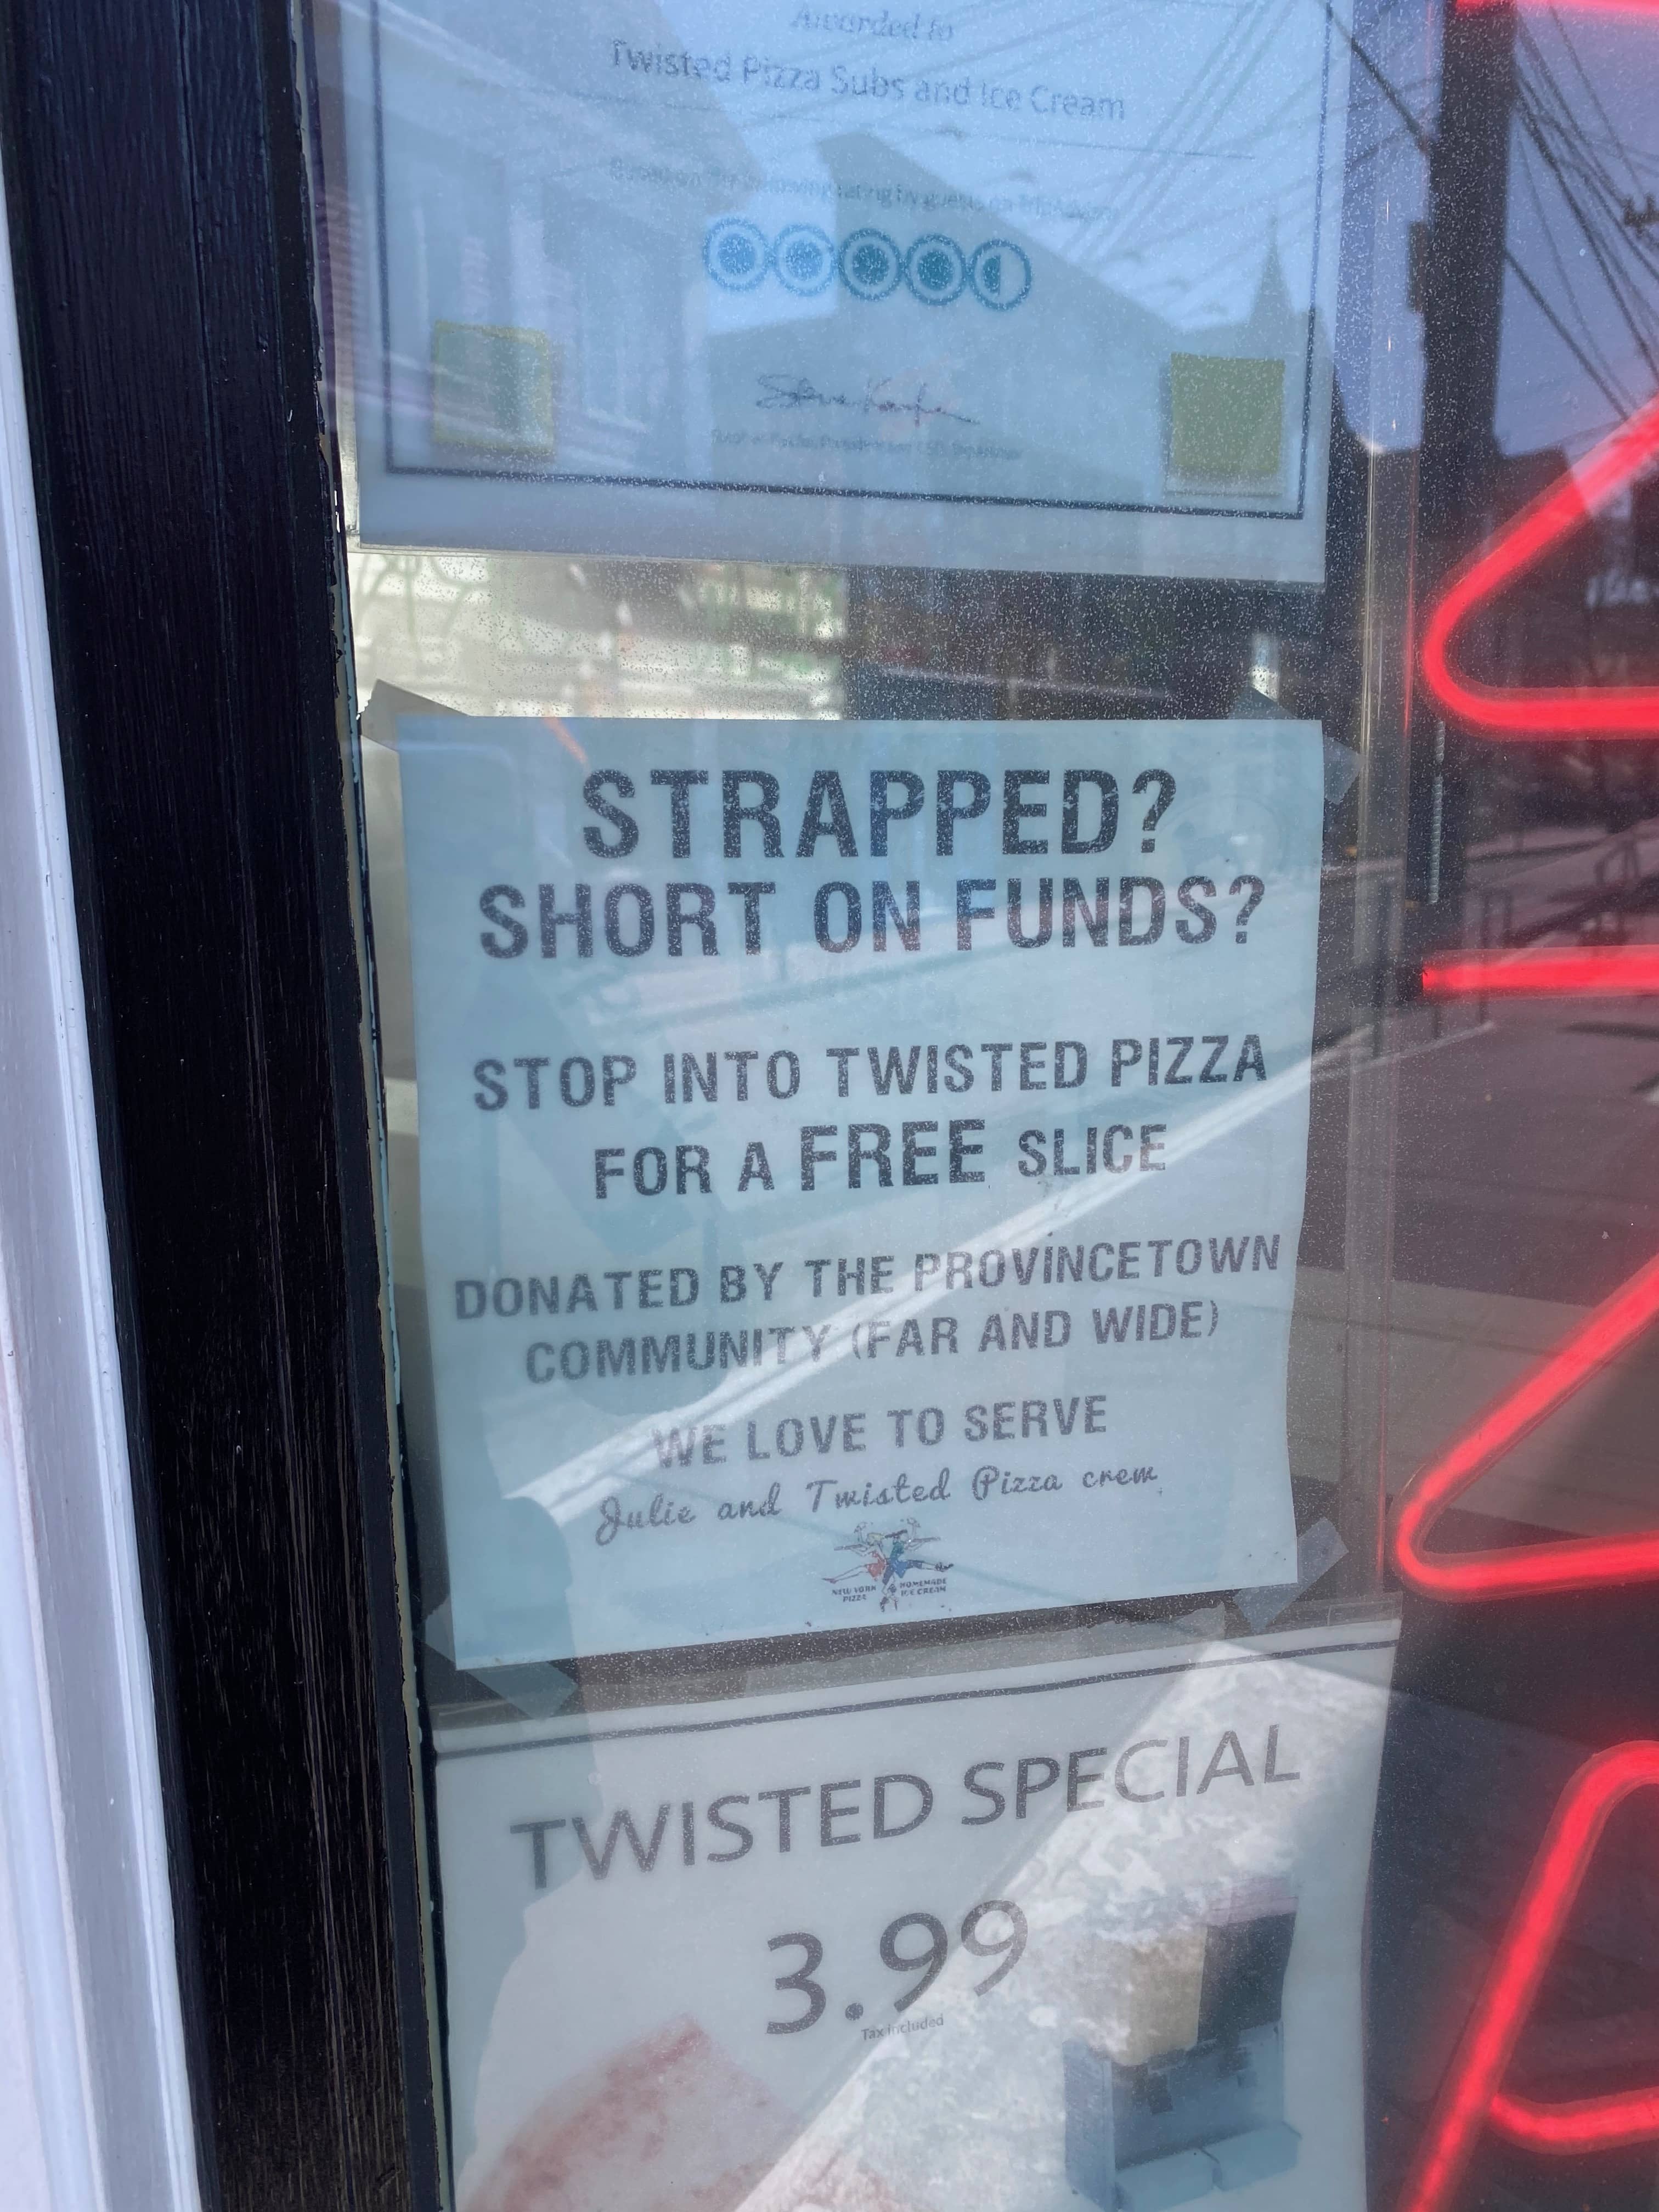 Awarded to
Twisted Pizza Subs and Ice Cream
STRAPPED?
SHORT ON FUNDS?
STOP INTO TWISTED PIZZA
FOR A FREE SLICE
DONATED BY THE PROVINCETOWN
COMMUNITY (FAR AND WIDE)
WE LOVE TO SERVE
Julie and Twisted Pizza crew
NEW YORK
PIZZA
HOMEMADE
ICE CREAM
TWISTED SPECIAL
3.99
Tax included